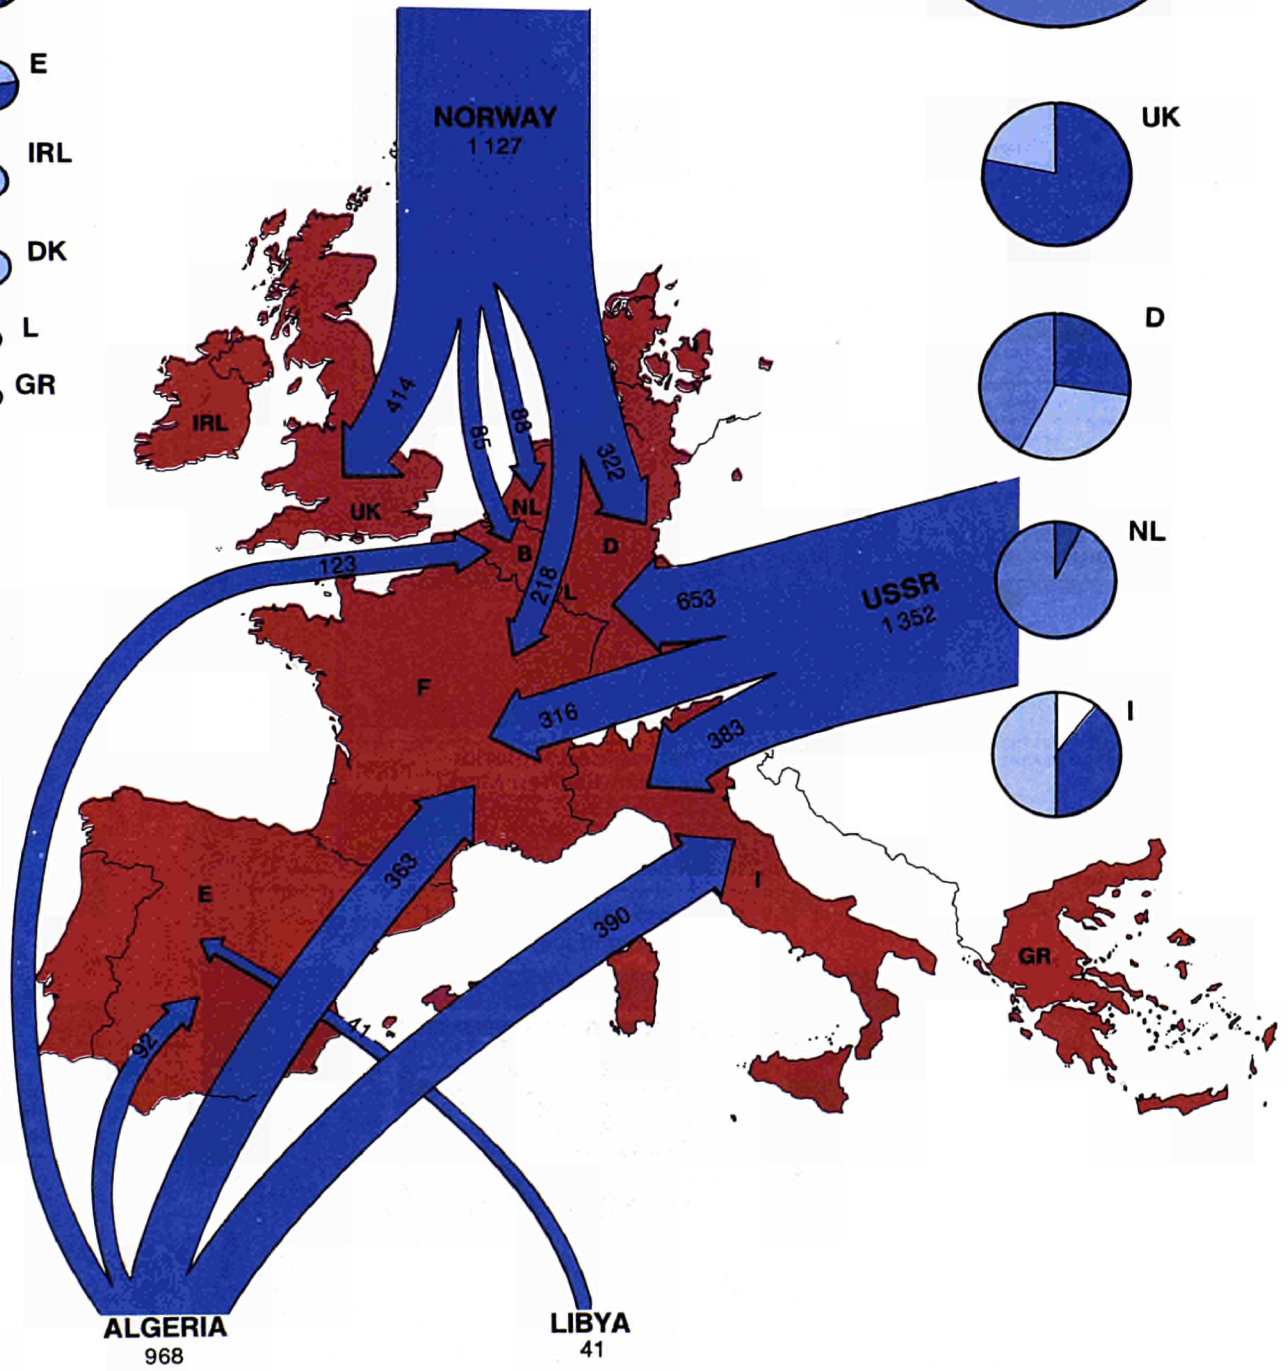 E
IRL
DK
L
GR
NORWAY
1 127
UK
D
NL
I
414
85
88
322
IRL
UK
NL
B
D
L
123
218
653
USSR
1 352
F
316
383
363
390
E
I
GR
92
41
ALGERIA
968
LIBYA
41